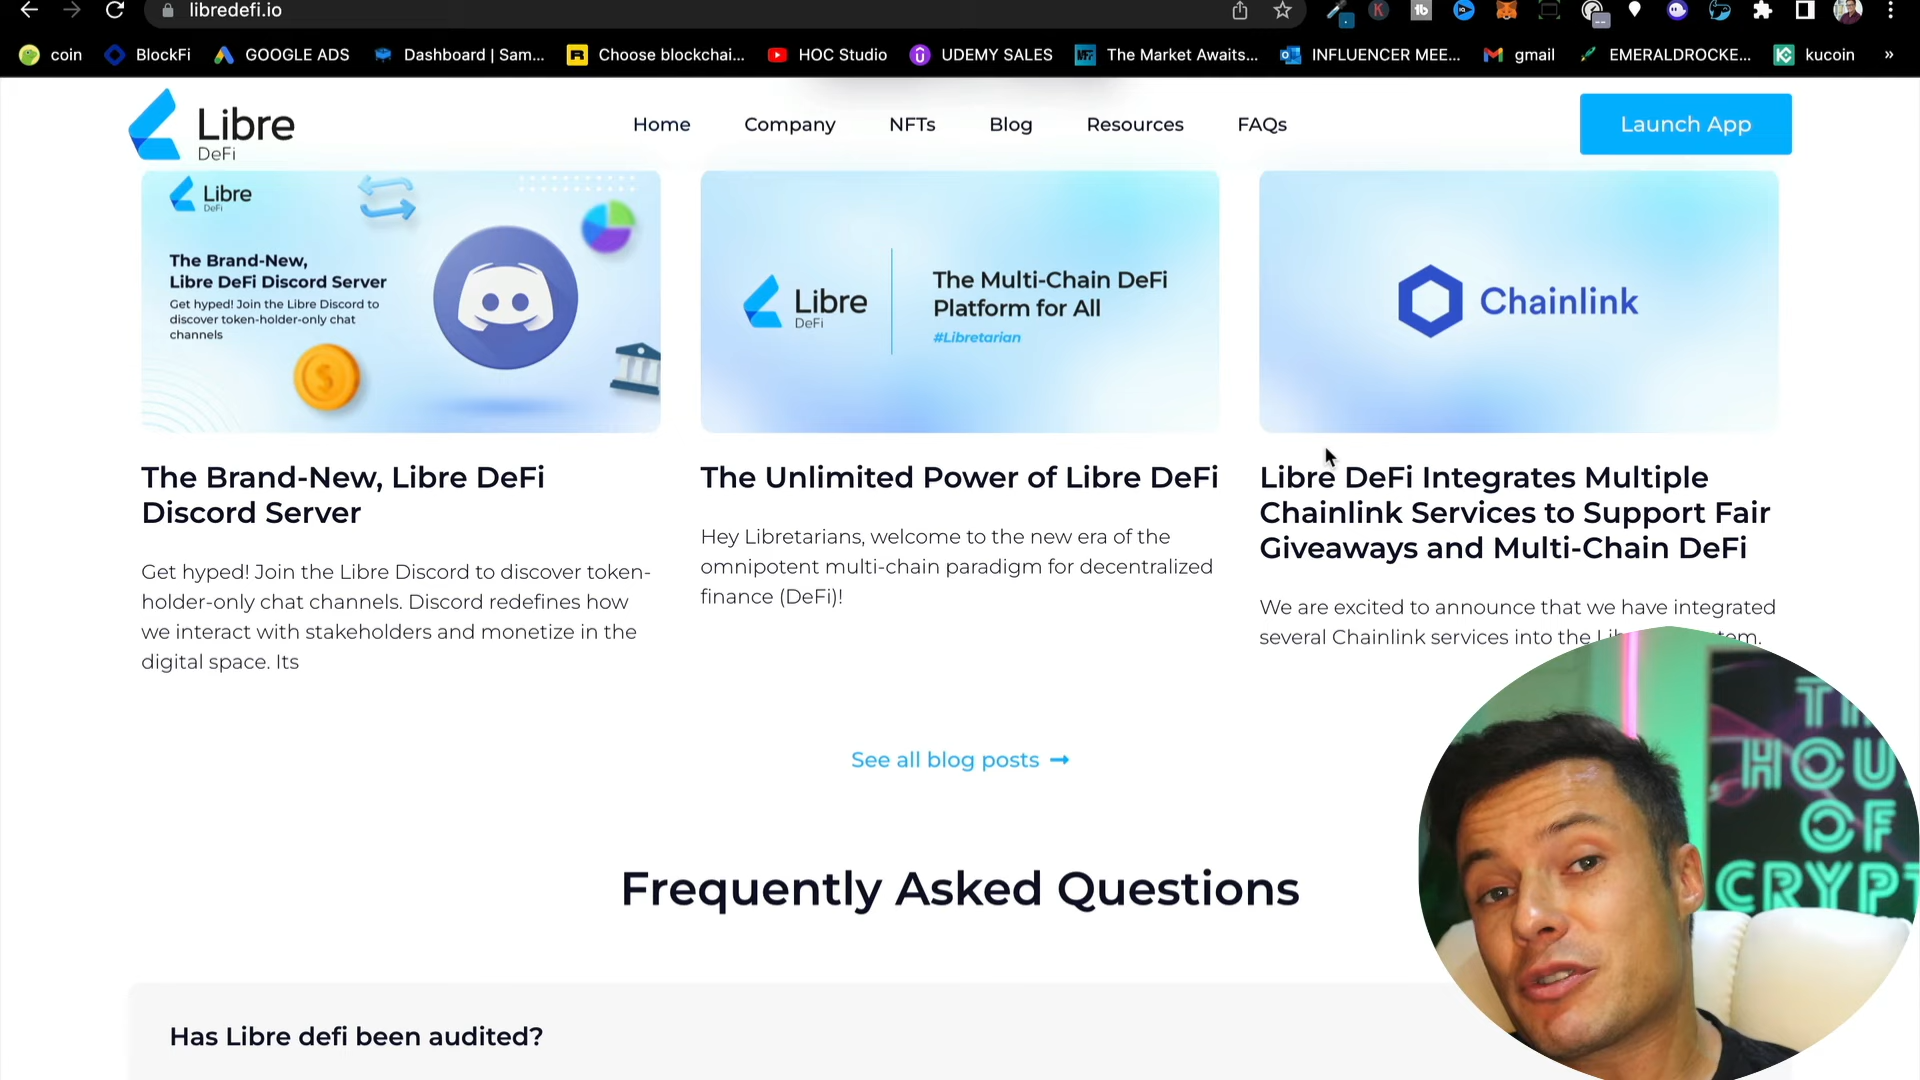 libredefi.io
coin
BlockFi
GOOGLE ADS
Dashboard | Sam...
Choose blockchai...
HOC Studio
UDEMY SALES
The Market Awaits...
INFLUENCER MEE...
gmail
EMERALDROCKE...
kucoin
»
Libre
DeFi
Home
Company
NFTs
Blog
Resources
FAQs
Launch App
Libre
DeFi
The Brand-New,
Libre DeFi Discord Server
Get hyped! Join the Libre Discord to
discover token-holder-only chat
channels
Libre
DeFi
The Multi-Chain DeFi
Platform for All
#Libretarian
Chainlink
The Brand-New, Libre DeFi
Discord Server
Get hyped! Join the Libre Discord to discover token-
holder-only chat channels. Discord redefines how
we interact with stakeholders and monetize in the
digital space. Its
The Unlimited Power of Libre DeFi
Hey Libretarians, welcome to the new era of the
omnipotent multi-chain paradigm for decentralized
finance (DeFi)!
Libre DeFi Integrates Multiple
Chainlink Services to Support Fair
Giveaways and Multi-Chain DeFi
We are excited to announce that we have integrated
several Chainlink services into the
See all blog posts
Frequently Asked Questions
Has Libre defi been audited?
HOU
OF
CRYPT